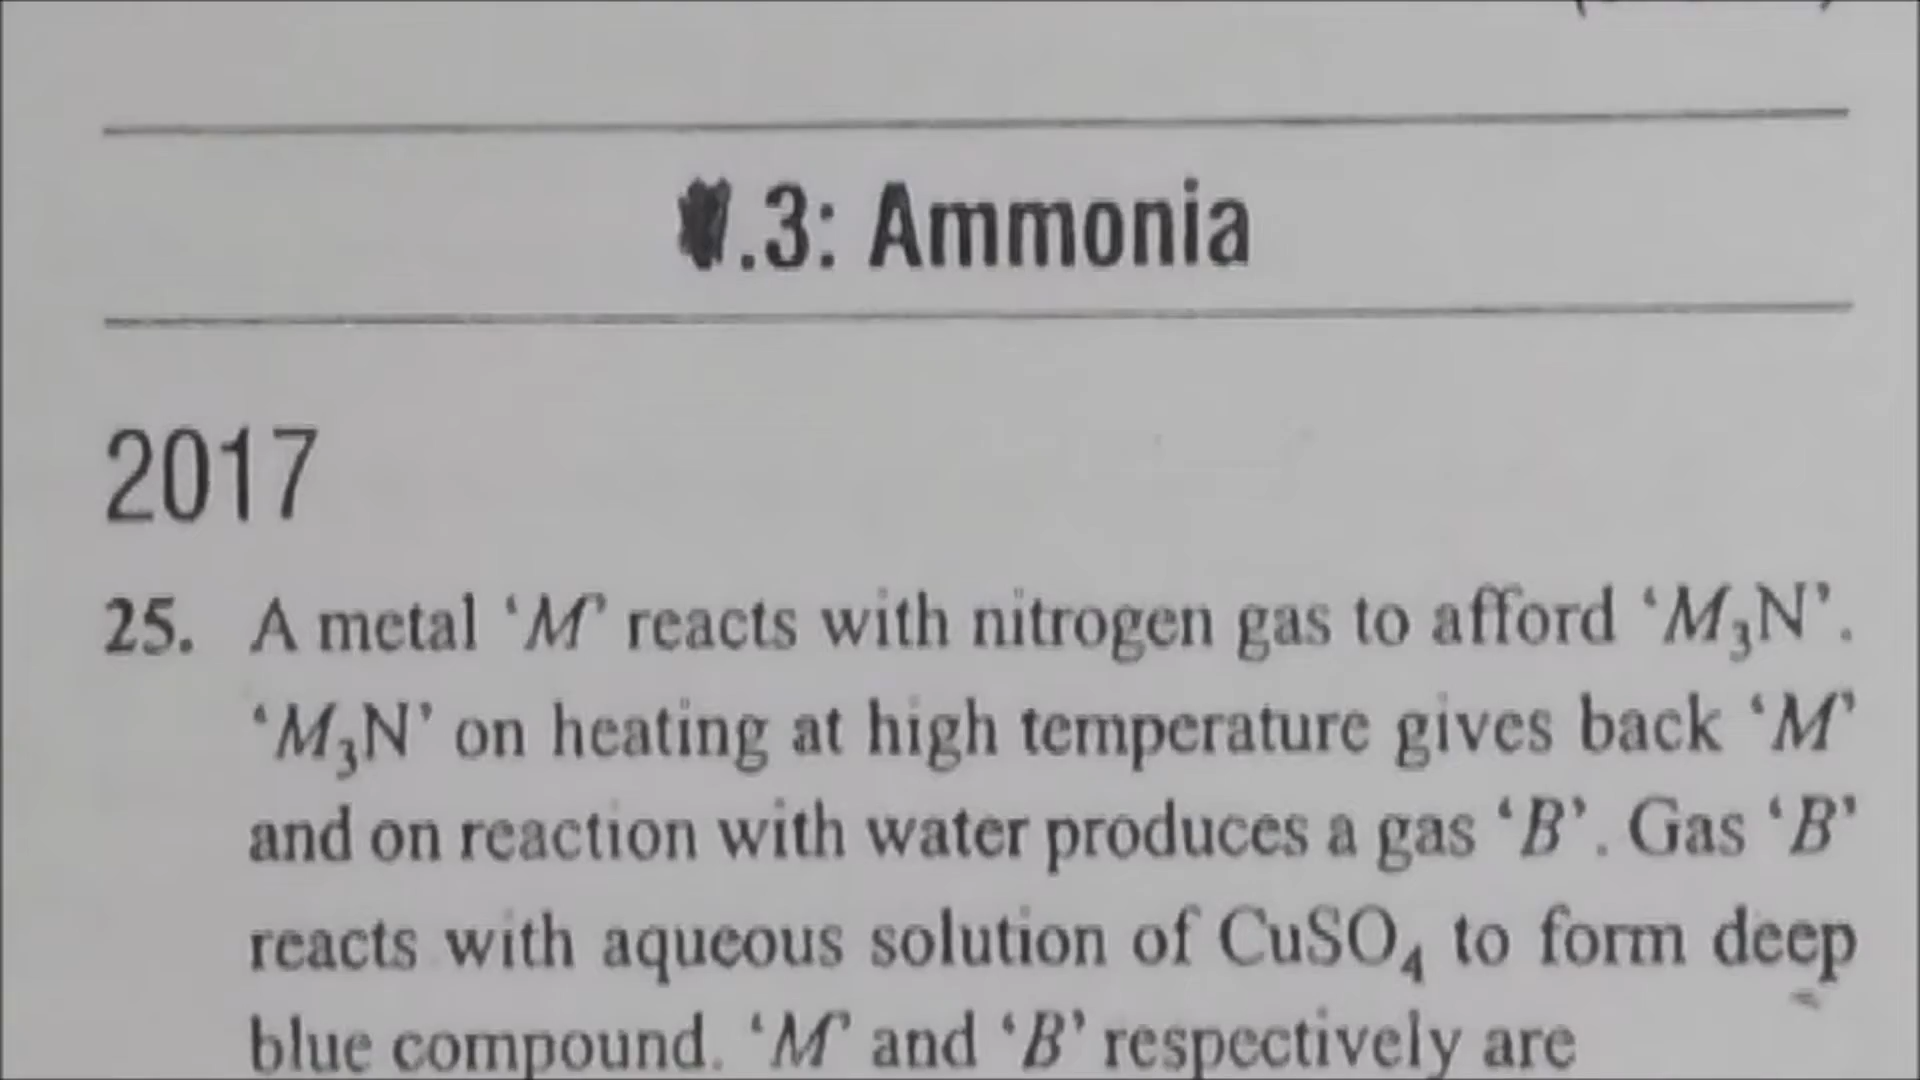 .3: Ammonia
2017
25. A metal ‘M’ reacts with nitrogen gas to afford ‘M₃N’.
‘M₃N’ on heating at high temperature gives back ‘M’
and on reaction with water produces a gas ‘B’. Gas ‘B’
reacts with aqueous solution of CuSO₄ to form deep
blue compound. ‘M’ and ‘B’ respectively are